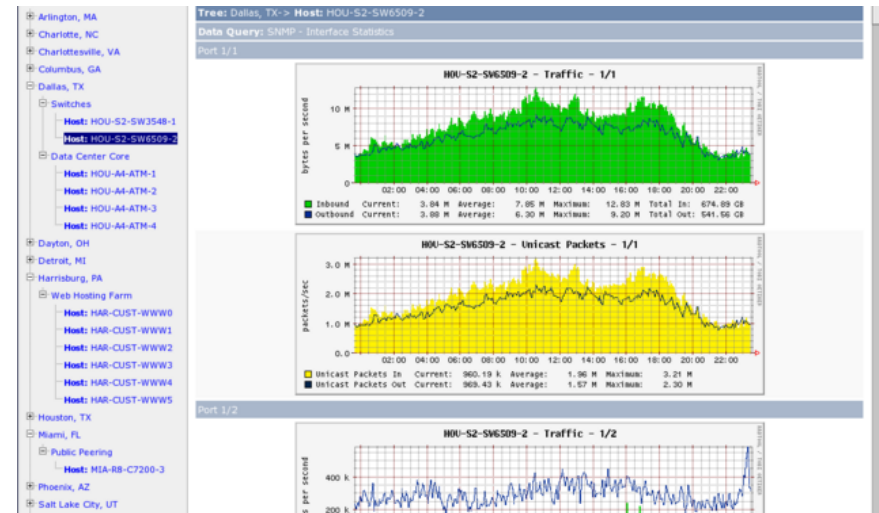 Arlington, MA
Charlotte, NC
Charlottesville, VA
Columbus, GA
Dallas, TX
Switches
Host: HOU-S2-SW3548-1
Host: HOU-S2-SW6509-2
Data Center Core
Host: HOU-A4-ATM-1
Host: HOU-A4-ATM-2
Host: HOU-A4-ATM-3
Host: HOU-A4-ATM-4
Dayton, OH
Detroit, MI
Harrisburg, PA
Web Hosting Farm
Host: HAR-CUST-WWW0
Host: HAR-CUST-WWW1
Host: HAR-CUST-WWW2
Host: HAR-CUST-WWW3
Host: HAR-CUST-WWW4
Host: HAR-CUST-WWW5
Houston, TX
Miami, FL
Public Peering
Host: MIA-R8-C7200-3
Phoenix, AZ
Salt Lake City, UT
Tree: Dallas, TX-> Host: HOU-S2-SW6509-2
Data Query: SNMP - Interface Statistics
Port 1/1
HOU-S2-SW6509-2 - Traffic - 1/1
bytes per second
10 M
5 M
0
02:00 04:00 06:00 08:00 10:00 12:00 14:00 16:00 18:00 20:00 22:00
Inbound Current: 3.84 M Average: 7.85 M Maximum: 12.83 M Total In: 674.89 GB
Outbound Current: 3.88 M Average: 6.30 M Maximum: 9.20 M Total Out: 541.56 GB
HOU-S2-SW6509-2 - Unicast Packets - 1/1
packets/sec
3.0 M
2.0 M
1.0 M
0.0
02:00 04:00 06:00 08:00 10:00 12:00 14:00 16:00 18:00 20:00 22:00
Unicast Packets In Current: 960.19 k Average: 1.96 M Maximum: 3.21 M
Unicast Packets Out Current: 969.43 k Average: 1.57 M Maximum: 2.30 M
Port 1/2
HOU-S2-SW6509-2 - Traffic - 1/2
s per second
400 k
200 k